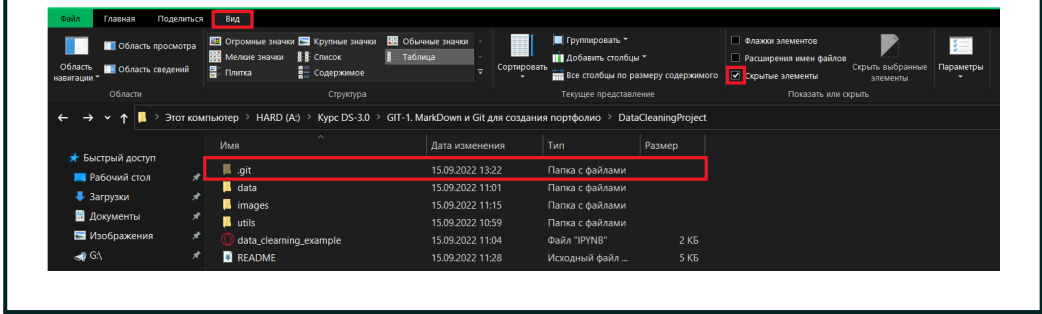 Файл Главная Поделиться Вид
Область навигации
Область просмотра
Область сведений
Области
Огромные значки Крупные значки Обычные значки
Мелкие значки Список Таблица
Плитка Содержимое
Структура
Сортировать
Группировать
Добавить столбцы
Все столбцы по размеру содержимого
Текущее представление
Флажки элементов
Расширения имен файлов
Скрытые элементы
Скрыть выбранные элементы
Показать или скрыть
Параметры
Этот компьютер > HARD (A:) > Курс DS-3.0 > GIT-1. MarkDown и Git для создания портфолио > DataCleaningProject
Быстрый доступ
Рабочий стол
Загрузки
Документы
Изображения
G:\
Имя Дата изменения Тип Размер
.git 15.09.2022 13:22 Папка с файлами
data 15.09.2022 11:01 Папка с файлами
images 15.09.2022 11:15 Папка с файлами
utils 15.09.2022 10:59 Папка с файлами
data_clearning_example 15.09.2022 11:04 Файл "IPYNB" 2 КБ
README 15.09.2022 11:28 Исходный файл ... 5 КБ